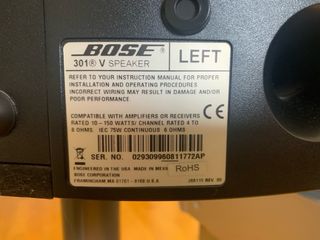 BOSE®
301® V SPEAKER
LEFT
REFER TO YOUR INSTRUCTION MANUAL FOR PROPER
INSTALLATION AND OPERATING PROCEDURES
INCORRECT WIRING MAY RESULT IN DAMAGE AND/OR
POOR PERFORMANCE
COMPATIBLE WITH AMPLIFIERS OR RECEIVERS
RATED 10 - 150 WATTS/ CHANNEL RATED 4 TO
8 OHMS IEC 75W CONTINUOUS 6 OHMS
CE
SER. NO. 029309960811772AP
ENGINEERED IN THE USA MADE IN MEXICO
BOSE CORPORATION
FRAMINGHAM MA 01701 - 9168 U.S.A
RoHS
REV. 00